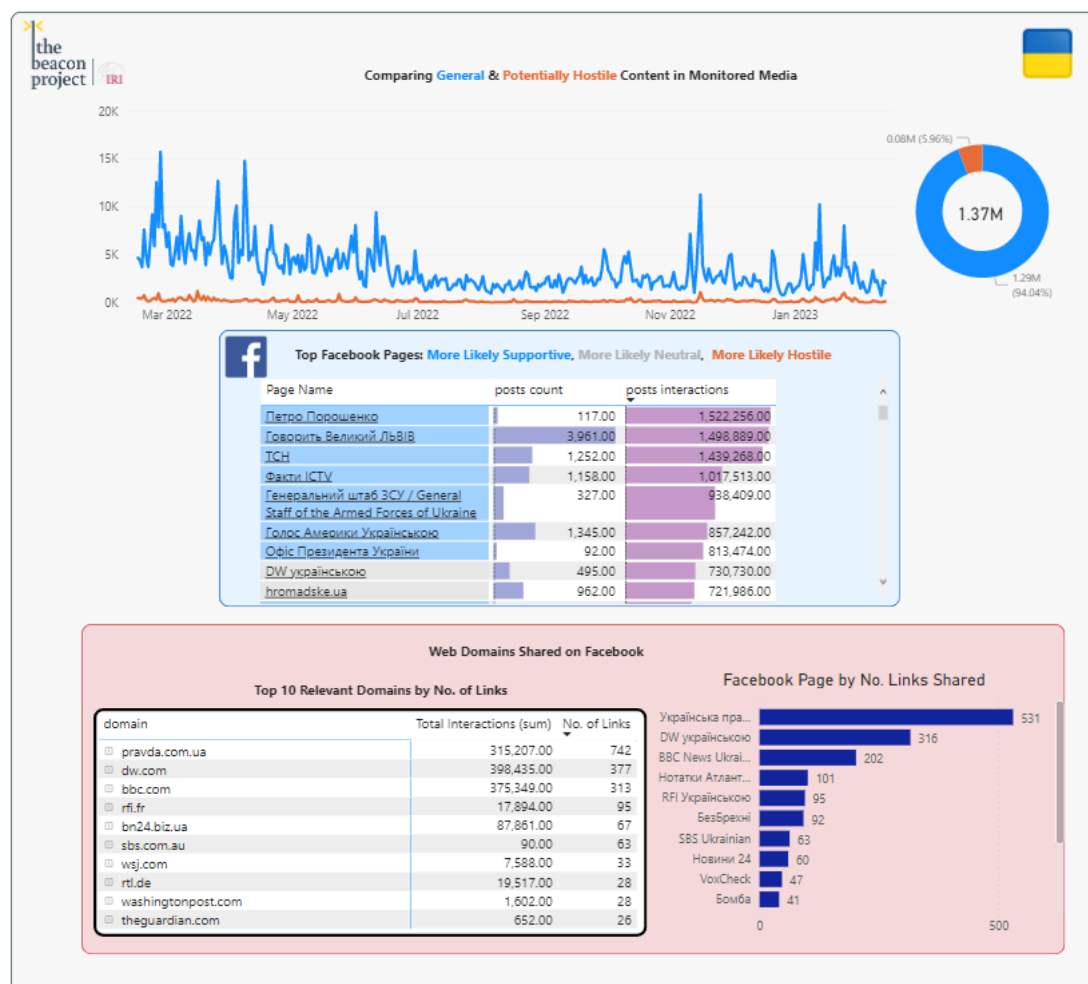 the
beacon
project | IRI
Comparing General & Potentially Hostile Content in Monitored Media
20K
15K
10K
5K
0K
Mar 2022 May 2022 Jul 2022 Sep 2022 Nov 2022 Jan 2023
0.08M (5.96%)
1.37M
1.29M
(94.04%)
Top Facebook Pages: More Likely Supportive, More Likely Neutral, More Likely Hostile
Page Name posts count posts interactions
Петро Порошенко 117.00 1,522,256.00
Говорить Великий ЛЬВІВ 3,961.00 1,498,889.00
ТСН 1,252.00 1,439,268.00
Факти ICTV 1,158.00 1,017,513.00
Генеральний штаб ЗСУ / General 327.00 938,409.00
Staff of the Armed Forces of Ukraine
Голос Америки Українською 1,345.00 857,242.00
Офіс Президента України 92.00 813,474.00
DW українською 495.00 730,730.00
hromadske.ua 962.00 721,986.00
Web Domains Shared on Facebook
Top 10 Relevant Domains by No. of Links
domain Total Interactions (sum) No. of Links
pravda.com.ua 315,207.00 742
dw.com 398,435.00 377
bbc.com 375,349.00 313
rfi.fr 17,894.00 95
bn24.biz.ua 87,861.00 67
sbs.com.au 90.00 63
wsj.com 7,588.00 33
rtl.de 19,517.00 28
washingtonpost.com 1,602.00 28
theguardian.com 652.00 26
Facebook Page by No. Links Shared
Українська пра... 531
DW українською 316
BBC News Ukrai... 202
Нотатки Атлант... 101
RFI Українською 95
БезБрехні 92
SBS Ukrainian 63
Новини 24 60
VoxCheck 47
Бомба 41
0 500